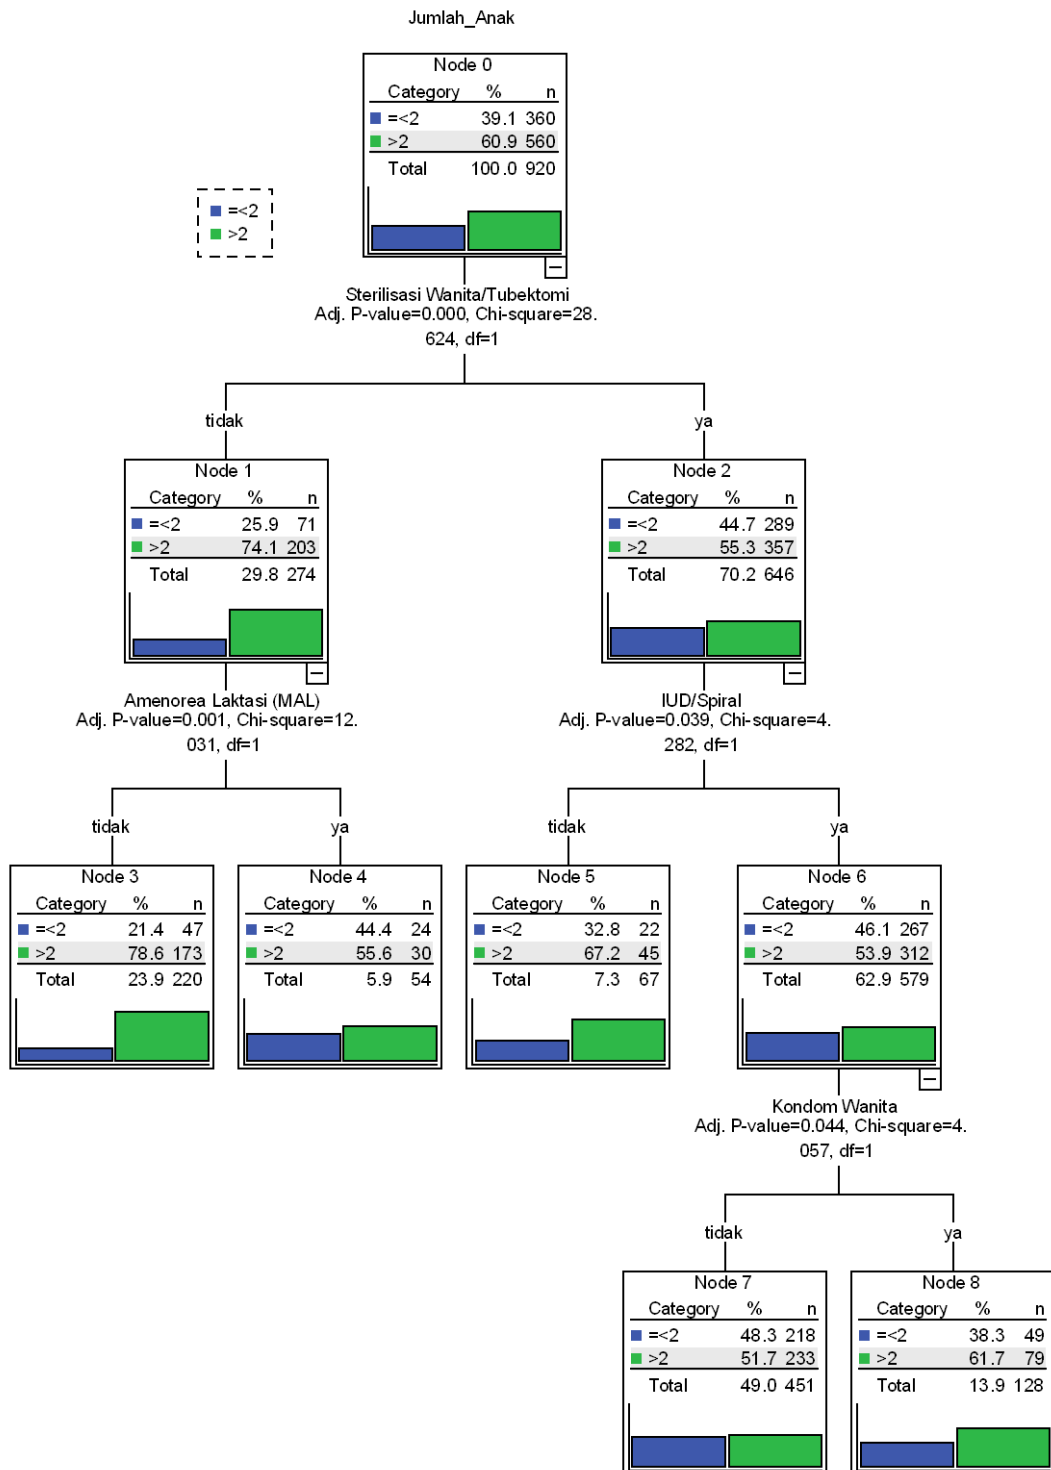 Jumlah_Anak
Node 0
Category % n
=<2 39.1 360
>2 60.9 560
Total 100.0 920
=<2
>2
Sterilisasi Wanita/Tubektomi
Adj. P-value=0.000, Chi-square=28.
624, df=1
tidak
ya
Node 1
Category % n
=<2 25.9 71
>2 74.1 203
Total 29.8 274
Node 2
Category % n
=<2 44.7 289
>2 55.3 357
Total 70.2 646
Amenorea Laktasi (MAL)
Adj. P-value=0.001, Chi-square=12.
031, df=1
IUD/Spiral
Adj. P-value=0.039, Chi-square=4.
282, df=1
tidak
ya
tidak
ya
Node 3
Category % n
=<2 21.4 47
>2 78.6 173
Total 23.9 220
Node 4
Category % n
=<2 44.4 24
>2 55.6 30
Total 5.9 54
Node 5
Category % n
=<2 32.8 22
>2 67.2 45
Total 7.3 67
Node 6
Category % n
=<2 46.1 267
>2 53.9 312
Total 62.9 579
Kondom Wanita
Adj. P-value=0.044, Chi-square=4.
057, df=1
tidak
ya
Node 7
Category % n
=<2 48.3 218
>2 51.7 233
Total 49.0 451
Node 8
Category % n
=<2 38.3 49
>2 61.7 79
Total 13.9 128